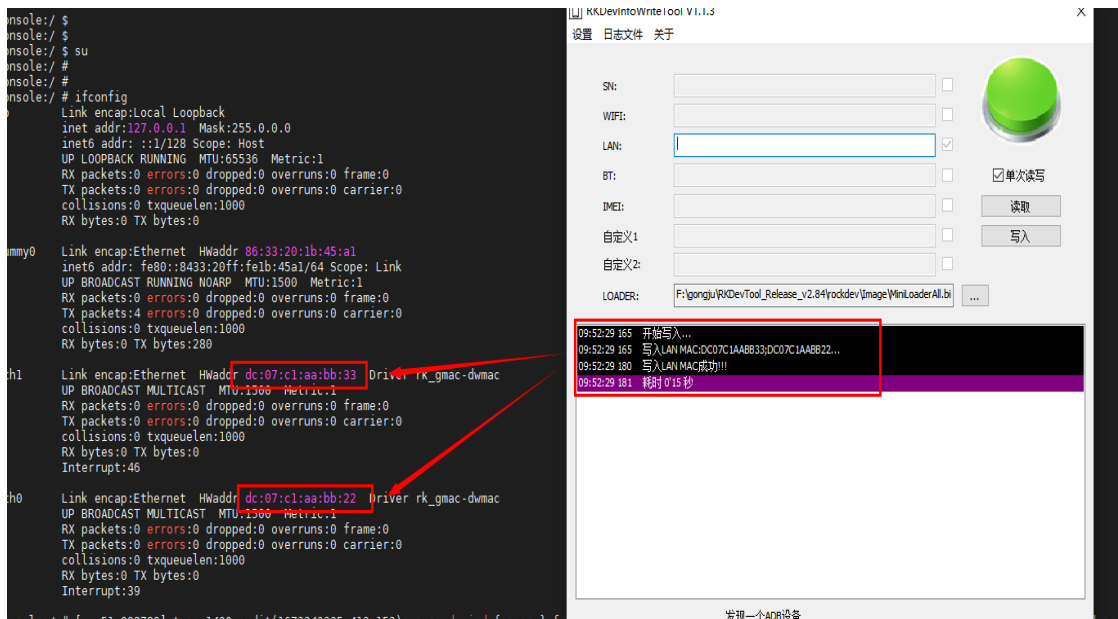 onsole:/ $
onsole:/ $
onsole:/ $ su
onsole:/ #
onsole:/ #
onsole:/ # ifconfig
Link encap:Local Loopback
inet addr:127.0.0.1 Mask:255.0.0.0
inet6 addr: ::1/128 Scope: Host
UP LOOPBACK RUNNING MTU:65536 Metric:1
RX packets:0 errors:0 dropped:0 overruns:0 frame:0
TX packets:0 errors:0 dropped:0 overruns:0 carrier:0
collisions:0 txqueuelen:1000
RX bytes:0 TX bytes:0
ummy0 Link encap:Ethernet HWaddr 86:33:20:1b:45:a1
inet6 addr: fe80::8433:20ff:fe1b:45a1/64 Scope: Link
UP BROADCAST RUNNING NOARP MTU:1500 Metric:1
RX packets:0 errors:0 dropped:0 overruns:0 frame:0
TX packets:4 errors:0 dropped:0 overruns:0 carrier:0
collisions:0 txqueuelen:1000
RX bytes:0 TX bytes:280
th1 Link encap:Ethernet HWaddr dc:07:c1:aa:bb:33 Driver rk_gmac-dwmac
UP BROADCAST MULTICAST MTU:1500 Metric:1
RX packets:0 errors:0 dropped:0 overruns:0 frame:0
TX packets:0 errors:0 dropped:0 overruns:0 carrier:0
collisions:0 txqueuelen:1000
RX bytes:0 TX bytes:0
Interrupt:46
th0 Link encap:Ethernet HWaddr dc:07:c1:aa:bb:22 Driver rk_gmac-dwmac
UP BROADCAST MULTICAST MTU:1500 Metric:1
RX packets:0 errors:0 dropped:0 overruns:0 frame:0
TX packets:0 errors:0 dropped:0 overruns:0 carrier:0
collisions:0 txqueuelen:1000
RX bytes:0 TX bytes:0
Interrupt:39
RKDevInfoWriteTool V1.1.3 X
设置 日志文件 关于
SN:
WIFI:
LAN:
BT:
IMEI:
自定义1
自定义2:
LOADER: F:\gongju\RKDevTool_Release_v2.84\rockdev\Image\MiniLoaderAll.bi ...
单次读写
读取
写入
09:52:29 165 开始写入...
09:52:29 165 写入LAN MAC:DC07C1AABB33;DC07C1AABB22...
09:52:29 180 写入LAN MAC成功!!!
09:52:29 181 耗时 0'15 秒
发现一个ADB设备